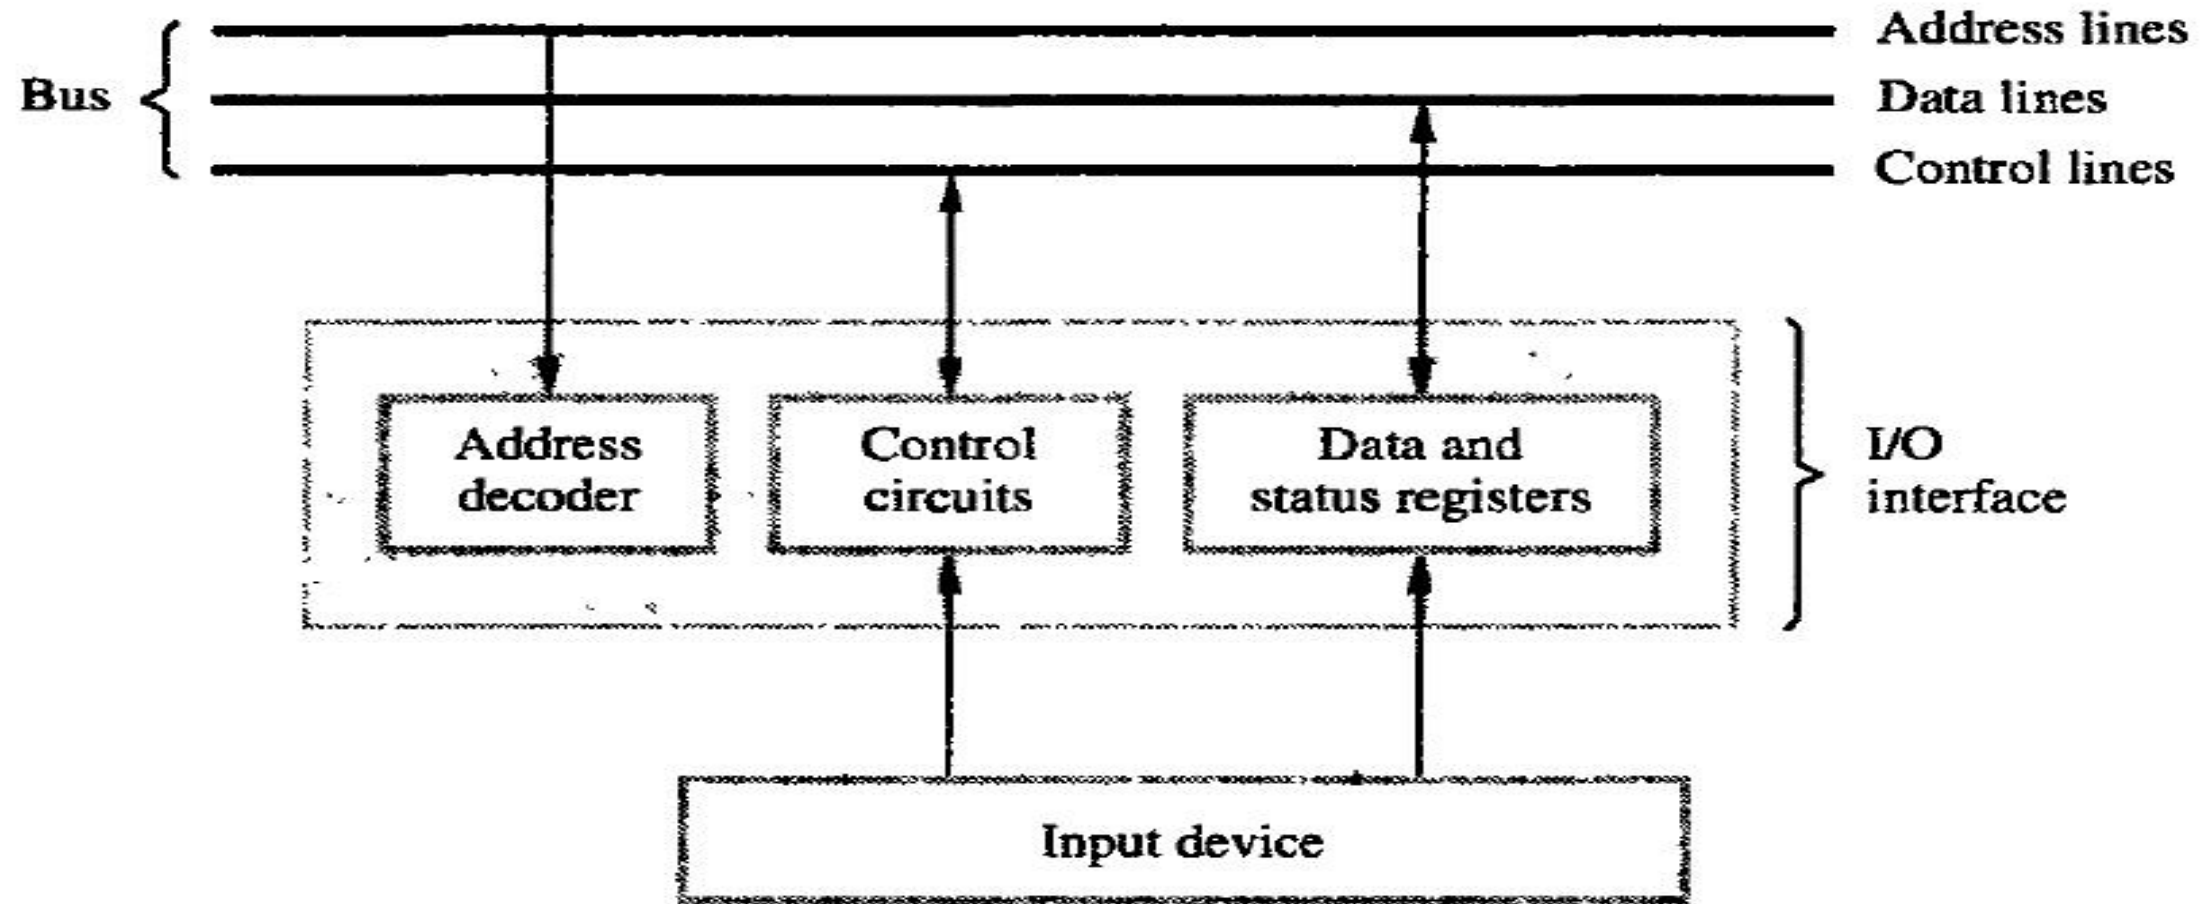 Address lines
Bus
Data lines
Control lines
Address
decoder
Control
circuits
Data and
status registers
I/O
interface
Input device